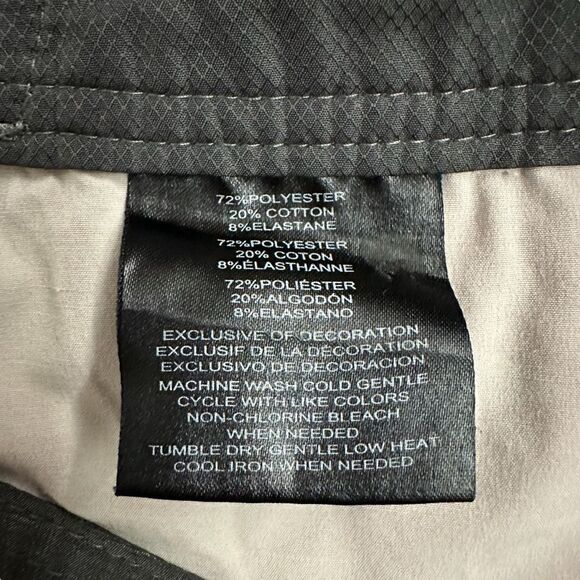 72%POLYESTER
20% COTTON
8%ELASTANE
72%POLYESTER
20% COTON
8%ÉLASTHANNE
72%POLIÉSTER
20%ALGODÓN
8%ELASTANO
EXCLUSIVE OF DECORATION
EXCLUSIF DE LA DECORATION
EXCLUSIVO DE DECORACION
MACHINE WASH COLD GENTLE
CYCLE WITH LIKE COLORS
NON-CHLORINE BLEACH
WHEN NEEDED
TUMBLE DRY GENTLE LOW HEAT
COOL IRON WHEN NEEDED